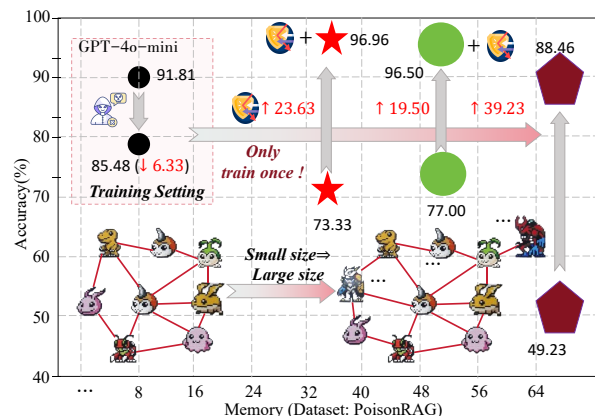 100
90
80
70
60
50
40
Accuracy(%)
GPT-4o-mini
91.81
85.48 (↓ 6.33)
Training Setting
+
96.96
96.50
+
88.46
↑ 23.63
↑ 19.50
↑ 39.23
Only
train once !
73.33
77.00
49.23
Small size⇒
Large size
...
...
...
... 8 16 24 32 40 48 56 64
Memory (Dataset: PoisonRAG)